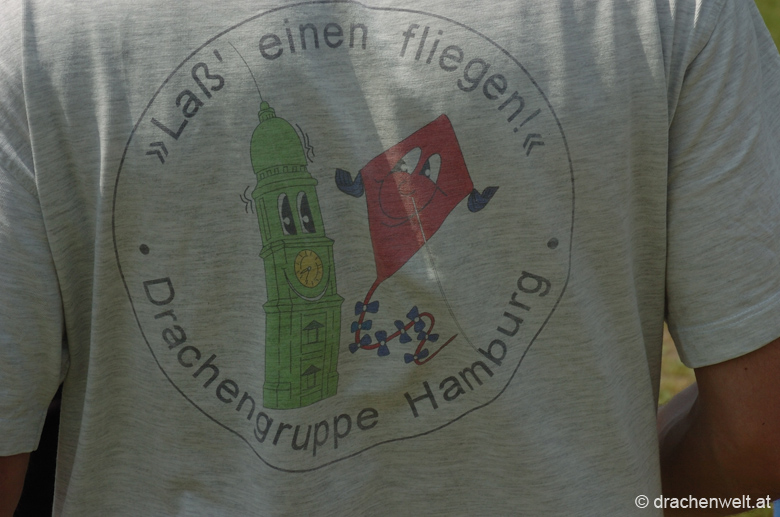 »Laß' einen fliegen!«
• Drachengruppe Hamburg •
© drachenwelt.at